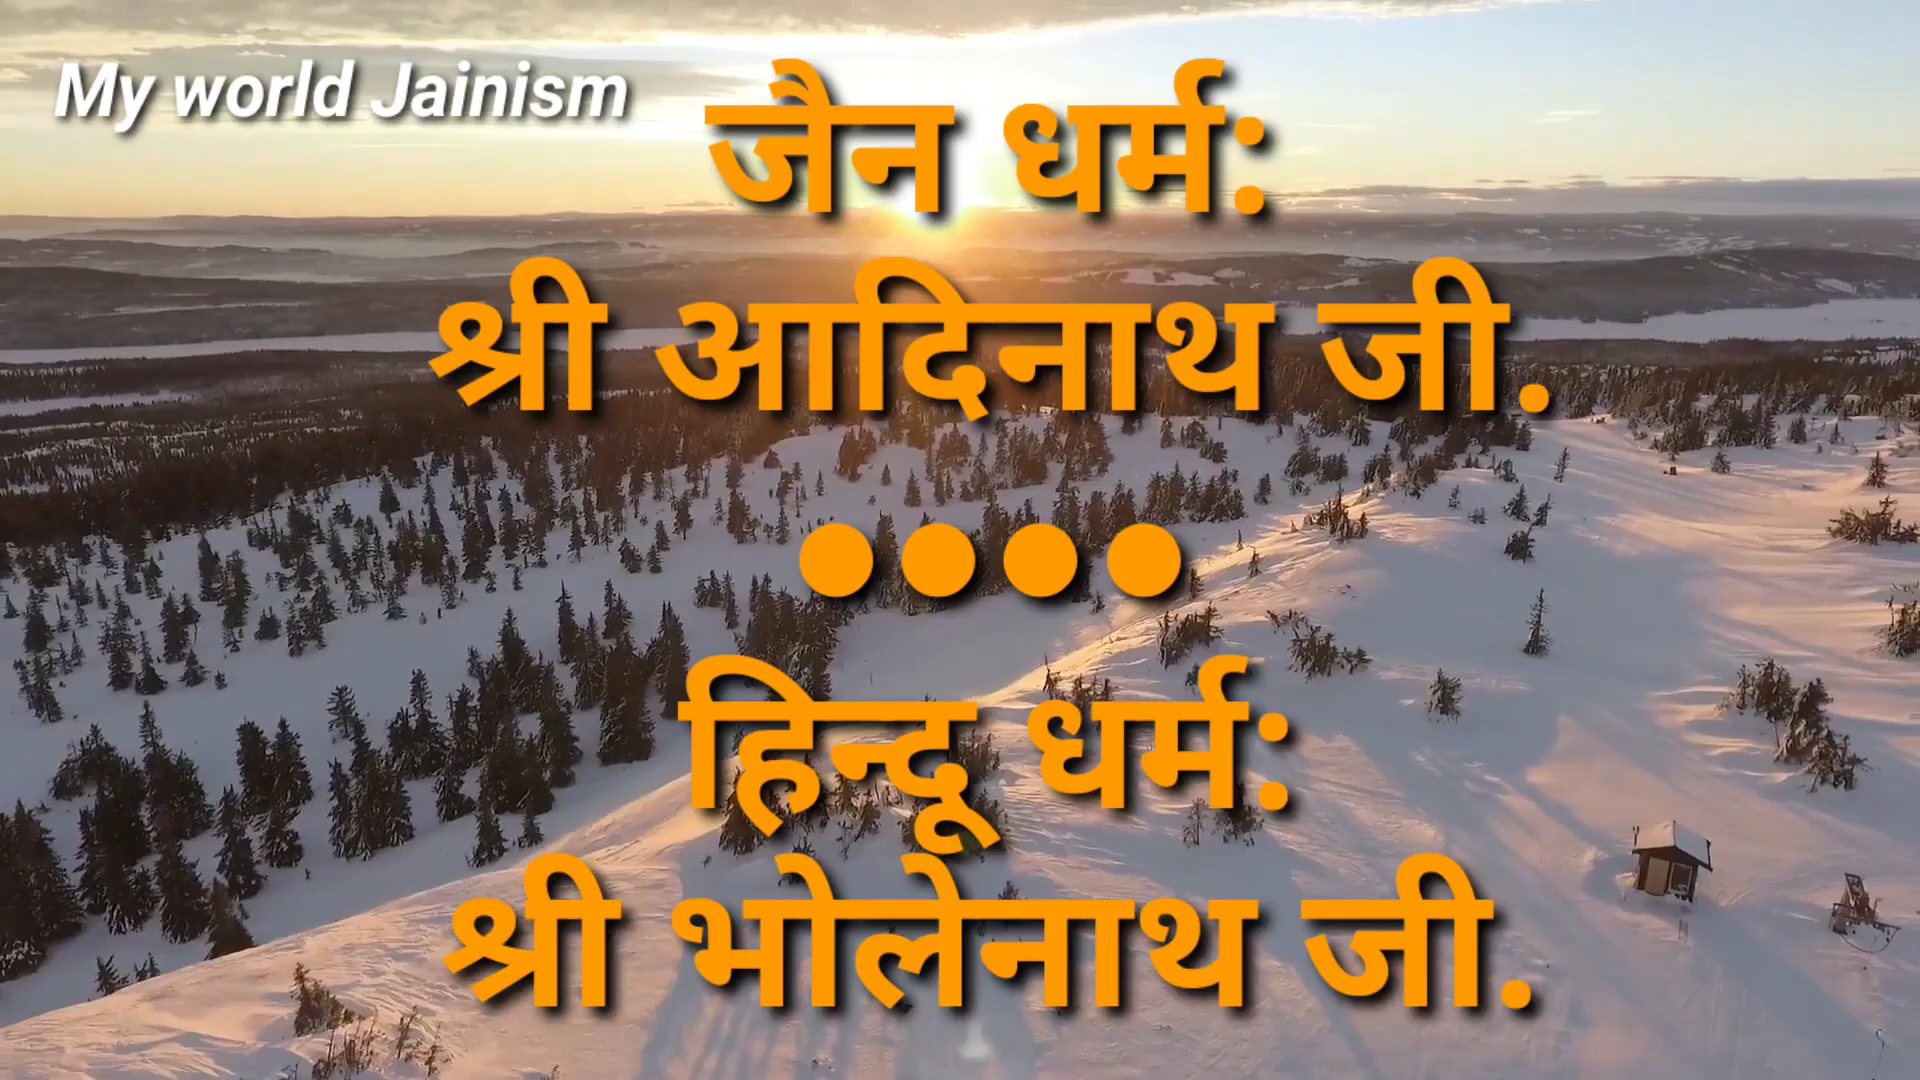 My world Jainism
जैन धर्म:
श्री आदिनाथ जी.
●●●●
हिन्दू धर्म:
श्री भोलेनाथ जी.